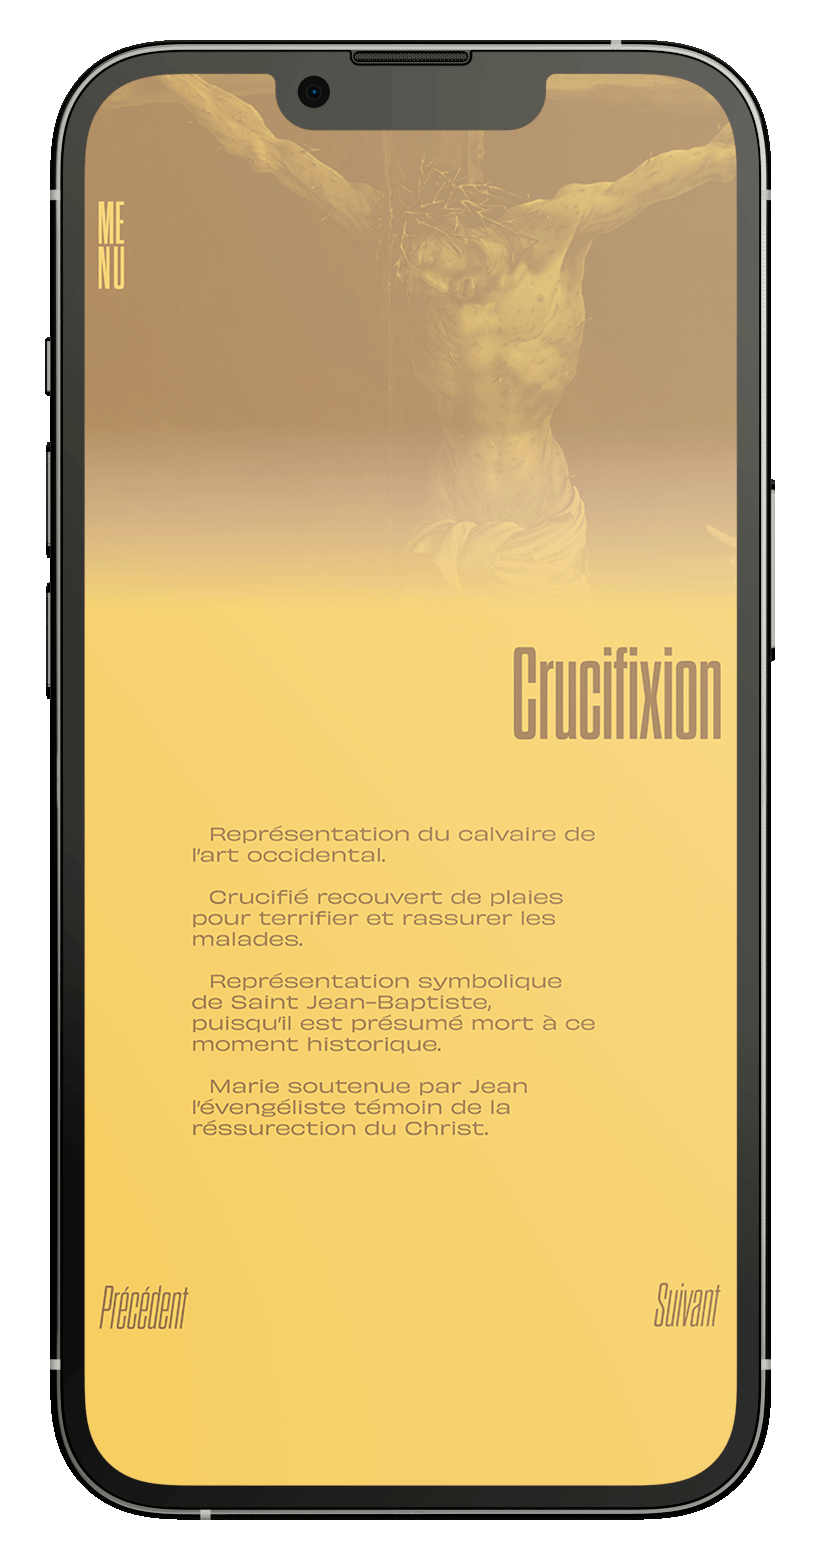 ME
NU
Crucifixion
Représentation du calvaire de
l'art occidental.
Crucifié recouvert de plaies
pour terrifier et rassurer les
malades.
Représentation symbolique
de Saint Jean-Baptiste,
puisqu'il est présumé mort à ce
moment historique.
Marie soutenue par Jean
l'évengéliste témoin de la
réssurection du Christ.
Précédent
Suivant